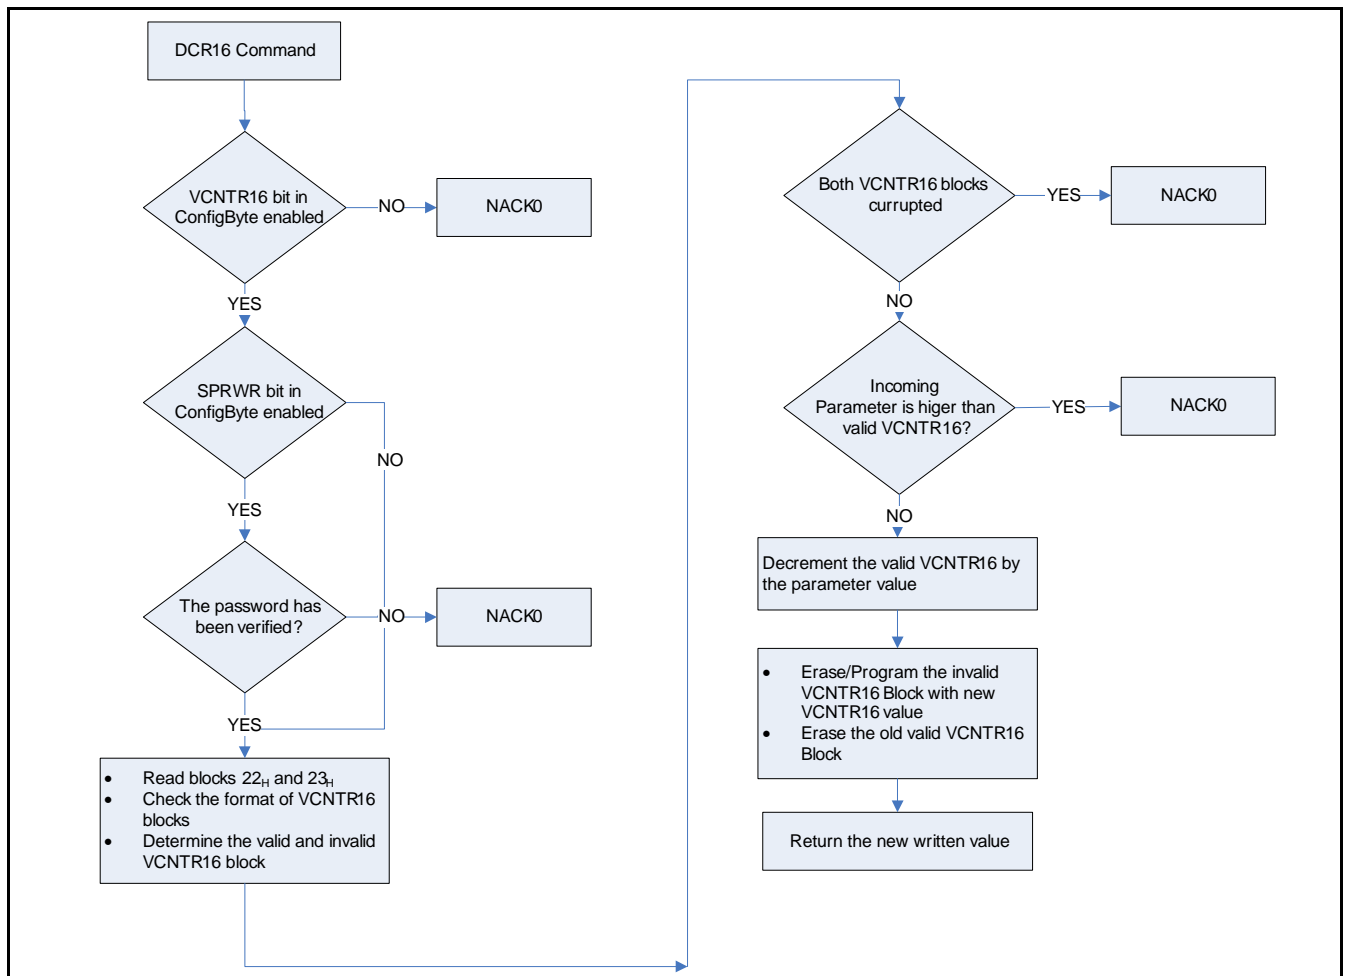 DCR16 Command
VCNTR16 bit in
ConfigByte enabled
NO
NACK0
YES
SPRWR bit in
ConfigByte enabled
NO
YES
The password has
been verified?
NO
NACK0
YES
• Read blocks 22H and 23H
• Check the format of VCNTR16
blocks
• Determine the valid and invalid
VCNTR16 block
Both VCNTR16 blocks
currupted
YES
NACK0
NO
Incoming
Parameter is higer than
valid VCNTR16?
YES
NACK0
NO
Decrement the valid VCNTR16 by
the parameter value
• Erase/Program the invalid
VCNTR16 Block with new
VCNTR16 value
• Erase the old valid VCNTR16
Block
Return the new written value